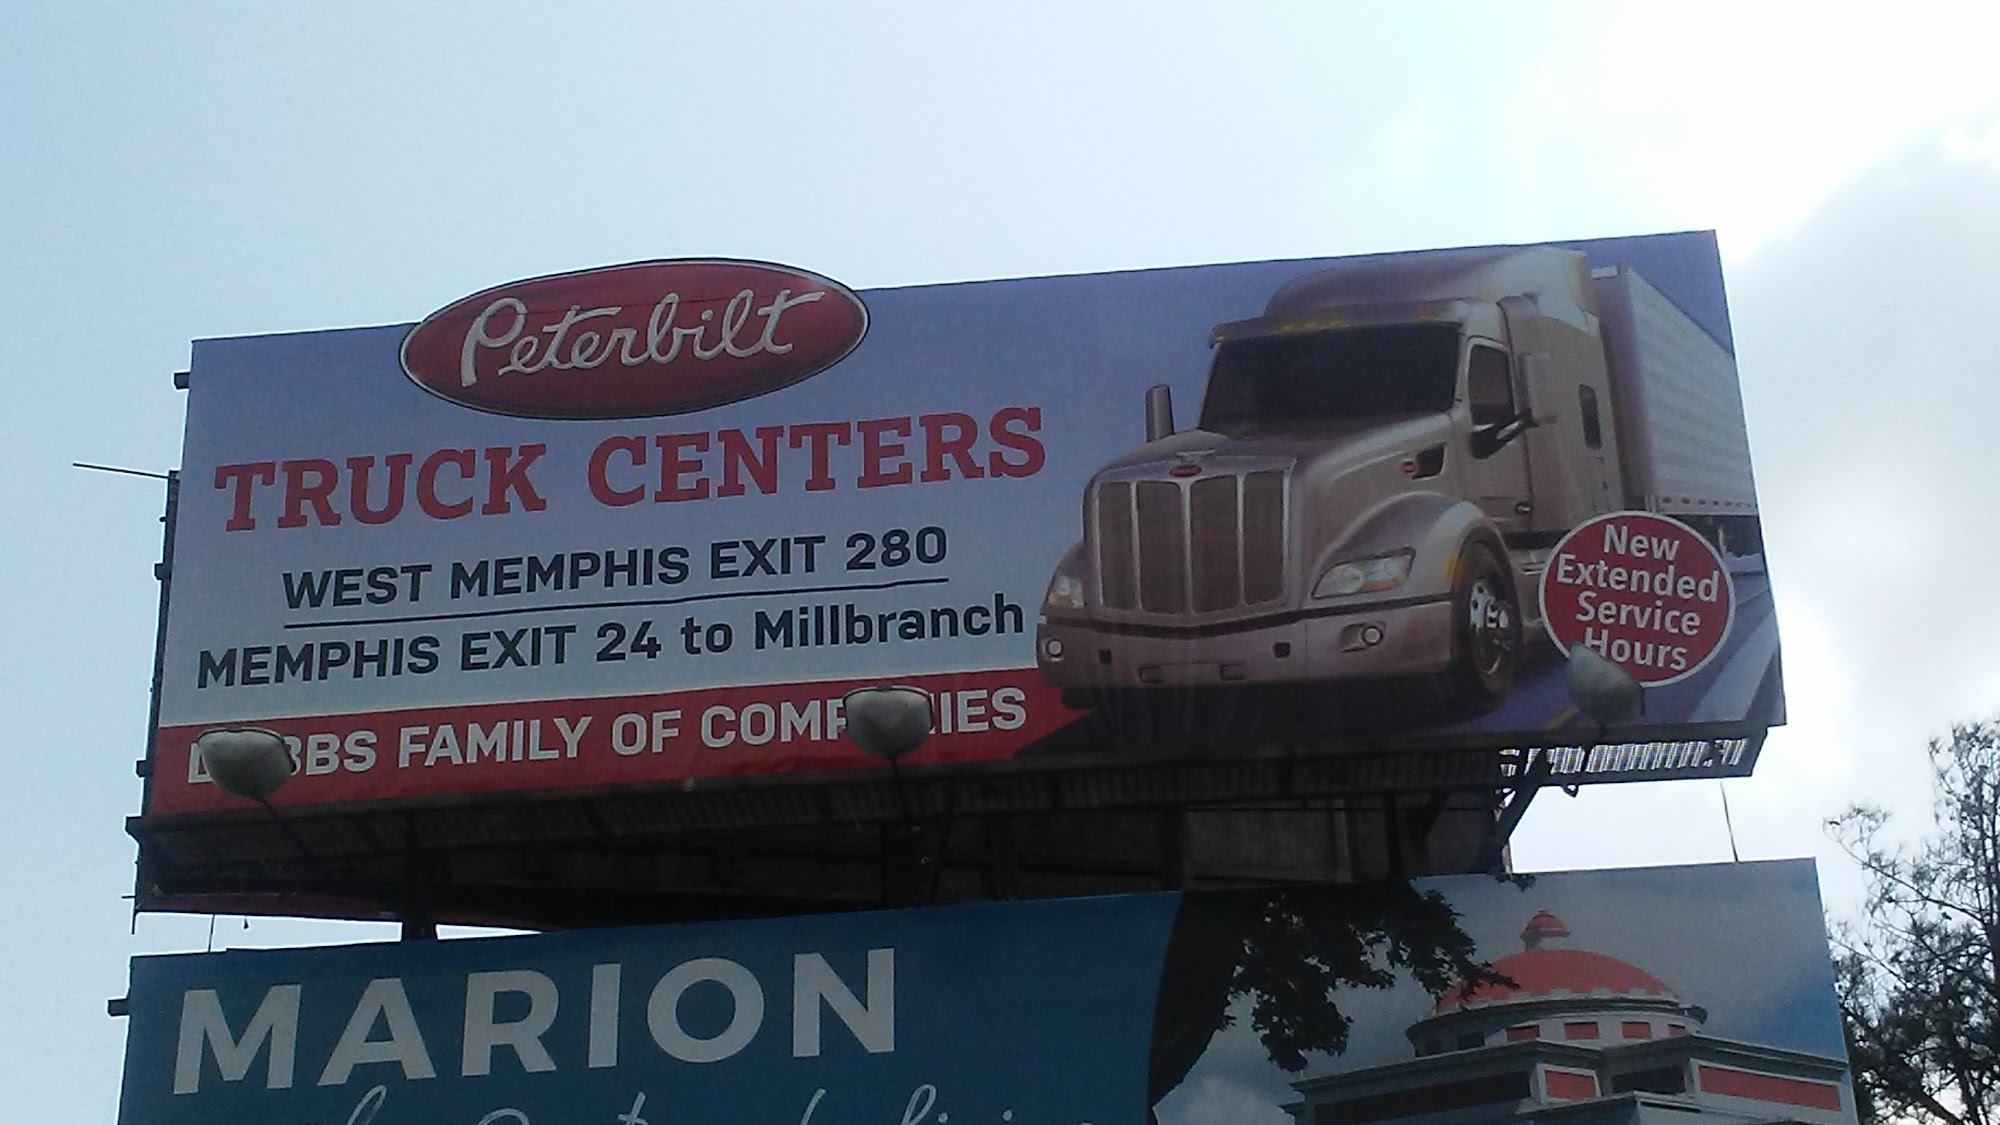 Peterbilt
TRUCK CENTERS
WEST MEMPHIS EXIT 280
MEMPHIS EXIT 24 to Millbranch
FAMILY OF
New
Extended
Service
Hours
MARION